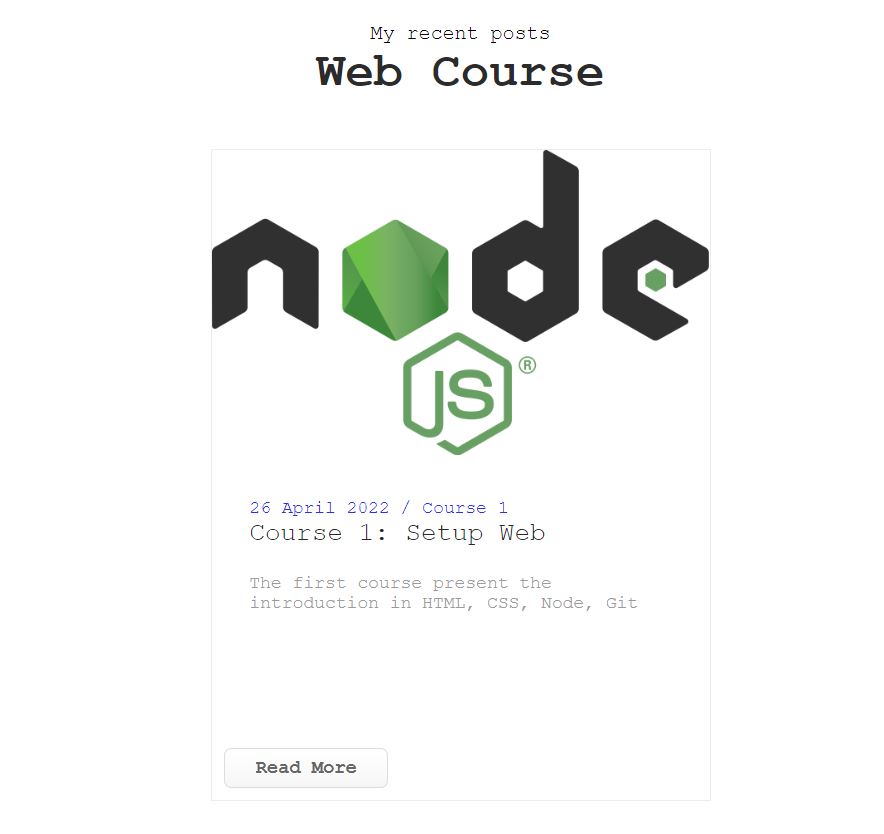 My recent posts
Web Course
node
JS®
26 April 2022 / Course 1
Course 1: Setup Web
The first course present the
introduction in HTML, CSS, Node, Git
Read More